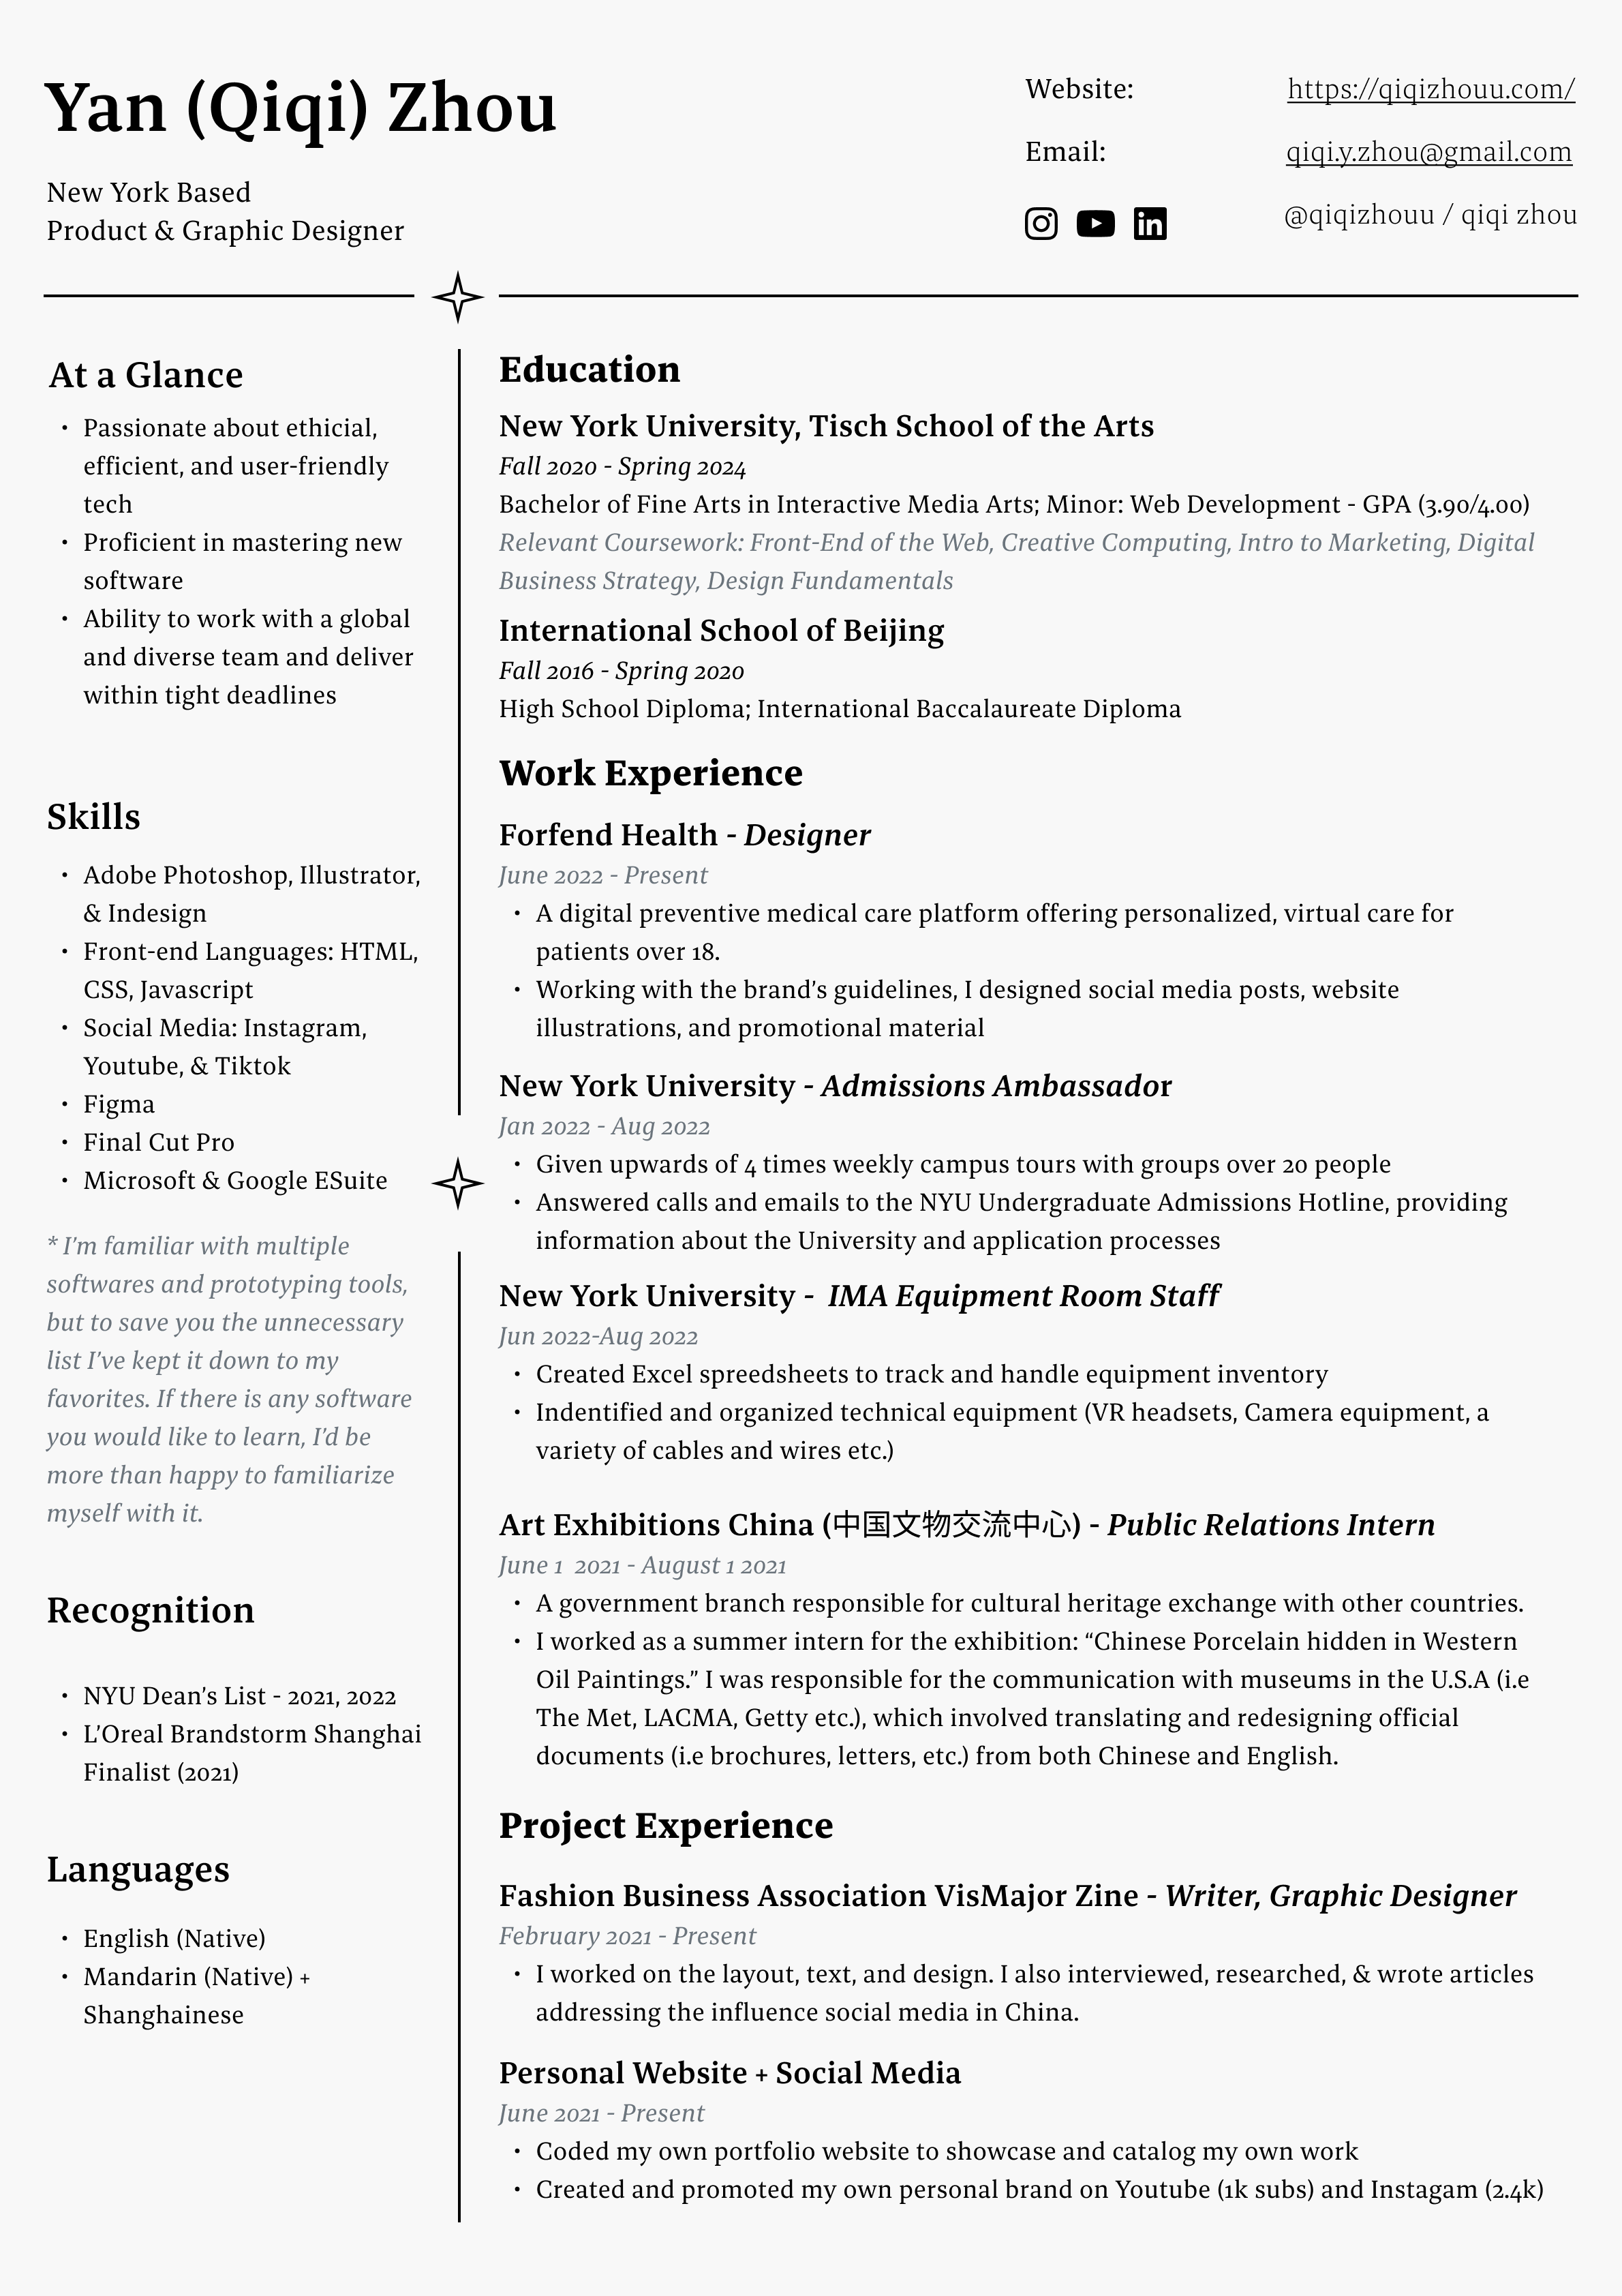 Yan (Qiqi) Zhou
New York Based
Product & Graphic Designer
Website: https://qiqizhouu.com/
Email: qiqi.y.zhou@gmail.com
@qiqizhouu / qiqi zhou
At a Glance
• Passionate about ethicial,
efficient, and user-friendly
tech
• Proficient in mastering new
software
• Ability to work with a global
and diverse team and deliver
within tight deadlines
Skills
• Adobe Photoshop, Illustrator,
& Indesign
• Front-end Languages: HTML,
CSS, Javascript
• Social Media: Instagram,
Youtube, & Tiktok
• Figma
• Final Cut Pro
• Microsoft & Google ESuite
* I'm familiar with multiple
softwares and prototyping tools,
but to save you the unnecessary
list I've kept it down to my
favorites. If there is any software
you would like to learn, I'd be
more than happy to familiarize
myself with it.
Recognition
• NYU Dean's List - 2021, 2022
• L'Oreal Brandstorm Shanghai
Finalist (2021)
Languages
• English (Native)
• Mandarin (Native) +
Shanghainese
Education
New York University, Tisch School of the Arts
Fall 2020 - Spring 2024
Bachelor of Fine Arts in Interactive Media Arts; Minor: Web Development - GPA (3.90/4.00)
Relevant Coursework: Front-End of the Web, Creative Computing, Intro to Marketing, Digital
Business Strategy, Design Fundamentals
International School of Beijing
Fall 2016 - Spring 2020
High School Diploma; International Baccalaureate Diploma
Work Experience
Forfend Health - Designer
June 2022 - Present
• A digital preventive medical care platform offering personalized, virtual care for
patients over 18.
• Working with the brand's guidelines, I designed social media posts, website
illustrations, and promotional material
New York University - Admissions Ambassador
Jan 2022 - Aug 2022
• Given upwards of 4 times weekly campus tours with groups over 20 people
• Answered calls and emails to the NYU Undergraduate Admissions Hotline, providing
information about the University and application processes
New York University - IMA Equipment Room Staff
Jun 2022-Aug 2022
• Created Excel spreedsheets to track and handle equipment inventory
• Indentified and organized technical equipment (VR headsets, Camera equipment, a
variety of cables and wires etc.)
Art Exhibitions China (中国文物交流中心) - Public Relations Intern
June 1 2021 - August 1 2021
• A government branch responsible for cultural heritage exchange with other countries.
• I worked as a summer intern for the exhibition: “Chinese Porcelain hidden in Western
Oil Paintings.” I was responsible for the communication with museums in the U.S.A (i.e
The Met, LACMA, Getty etc.), which involved translating and redesigning official
documents (i.e brochures, letters, etc.) from both Chinese and English.
Project Experience
Fashion Business Association VisMajor Zine - Writer, Graphic Designer
February 2021 - Present
• I worked on the layout, text, and design. I also interviewed, researched, & wrote articles
addressing the influence social media in China.
Personal Website + Social Media
June 2021 - Present
• Coded my own portfolio website to showcase and catalog my own work
• Created and promoted my own personal brand on Youtube (1k subs) and Instagam (2.4k)